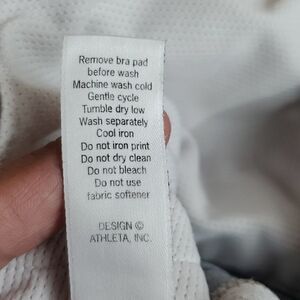 Remove bra pad
before wash
Machine wash cold
Gentle cycle
Tumble dry low
Wash separately
Cool iron
Do not iron print
Do not dry clean
Do not bleach
Do not use
fabric softener
DESIGN ©
ATHLETA, INC.